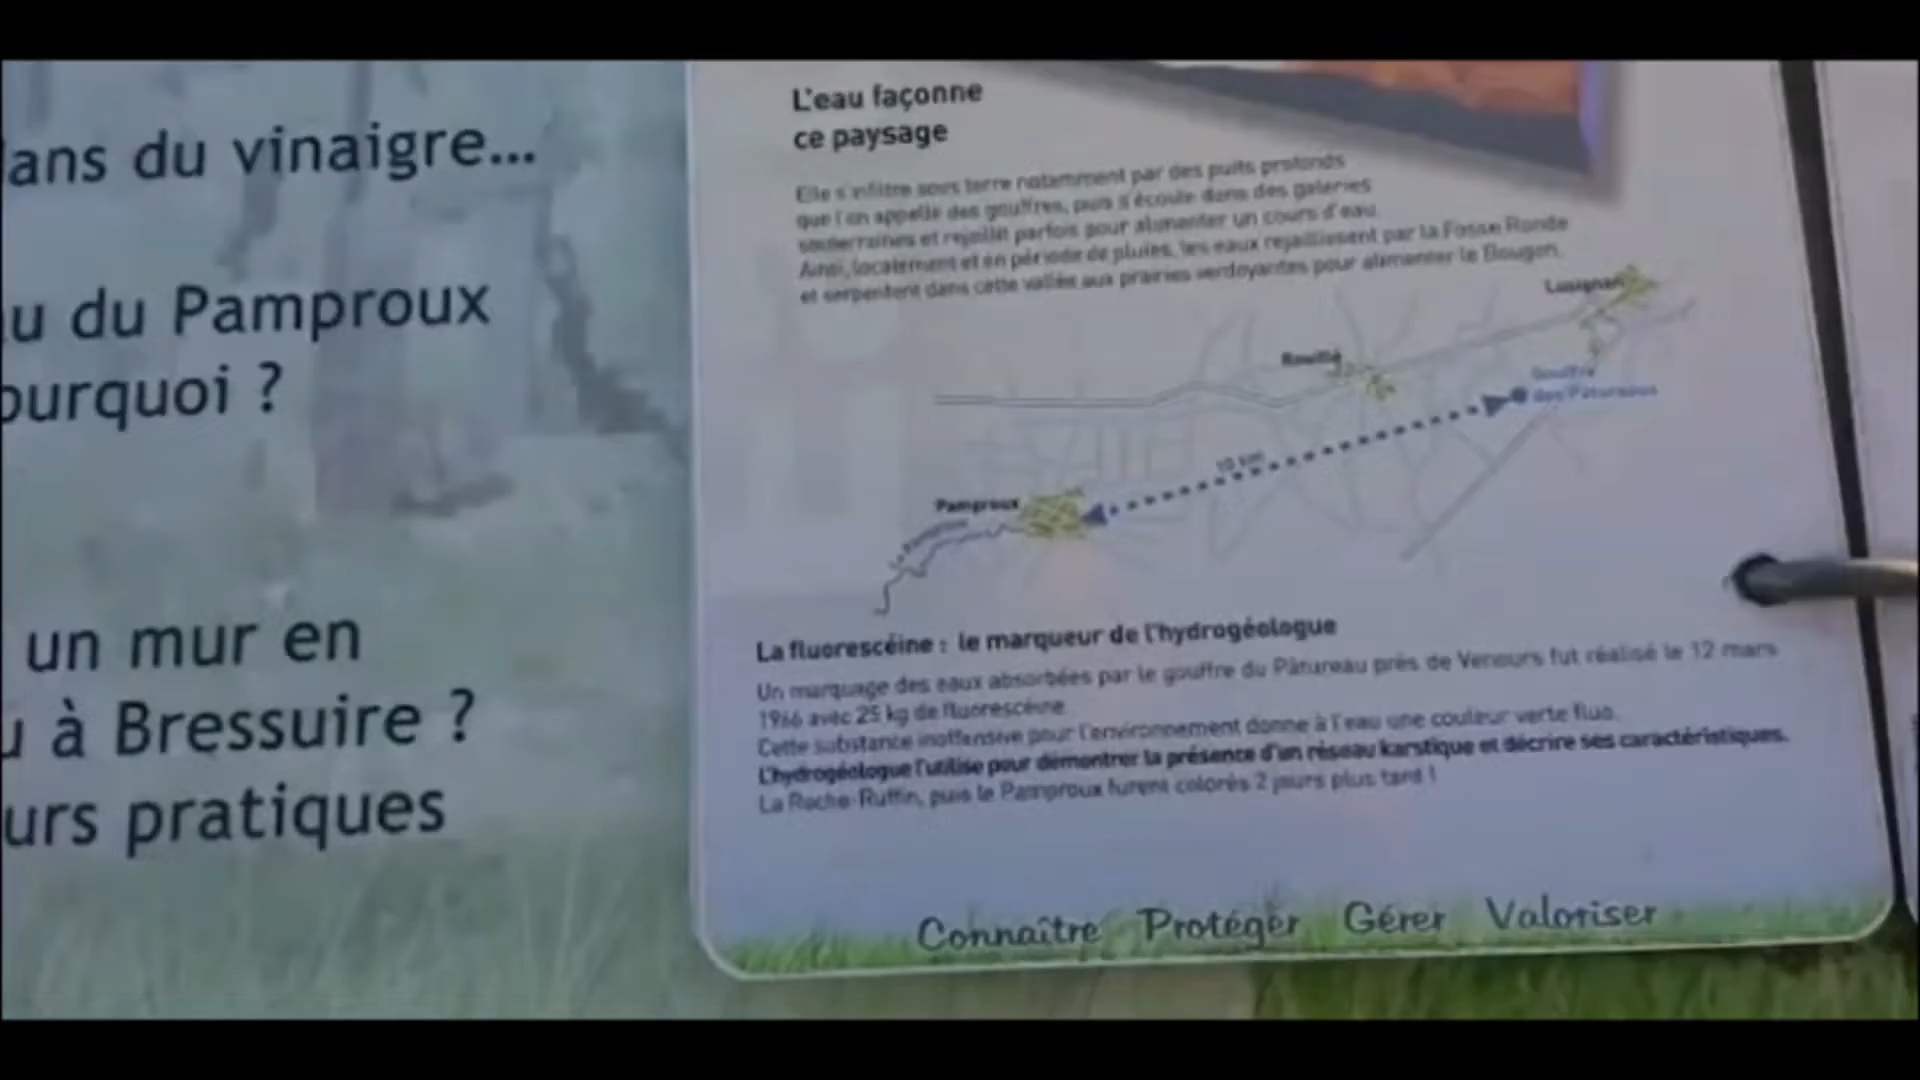 ans du vinaigre...
u du Pamproux
ourquoi ?
un mur en
u à Bressuire ?
urs pratiques
L'eau façonne
ce paysage
Elle s'infiltre sous terre notamment par des puits profonds
que l'on appelle des gouffres, puis s'écoule dans des galeries
souterraines et rejaillit parfois pour alimenter un cours d'eau.
Ainsi, localement et en période de pluies, les eaux rejaillissent par la Fosse Ronde
et serpentent dans cette vallée aux prairies verdoyantes pour alimenter le Bougon.
Lusignan
Rouillé
Gouffre
des Pâtureaux
10 km
Pamproux
La fluorescéine : le marqueur de l'hydrogéologue
Un marquage des eaux absorbées par le gouffre du Pâtureau près de Venours fut réalisé le 12 mars
1966 avec 25 kg de fluorescéine
Cette substance inoffensive pour l'environnement donne à l'eau une couleur verte fluo.
L'hydrogéologue l'utilise pour démontrer la présence d'un réseau karstique et décrire ses caractéristiques.
La Roche-Ruffin, puis le Pamproux furent colorés 2 jours plus tard !
Connaître Protéger Gérer Valoriser